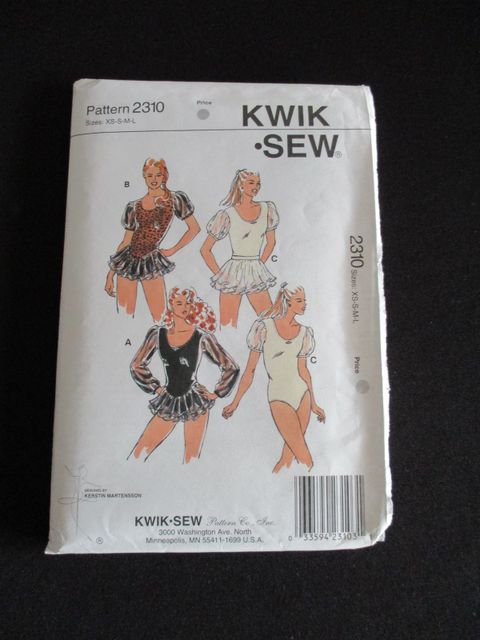 Pattern 2310
Sizes: XS-S-M-L
Price
KWIK
•SEW®
B
C
A
C
2310 Sizes: XS-S-M-L
Price
DESIGNED BY
KERSTIN MARTENSSON
®
KWIK•SEW Pattern Co., Inc.
3000 Washington Ave. North
Minneapolis, MN 55411-1699 U.S.A.
0 33594 23103